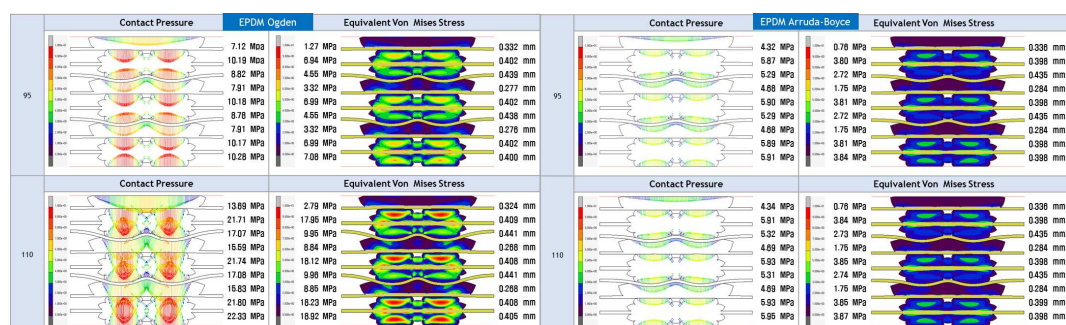 Contact Pressure EPDM Ogden Equivalent Von Mises Stress Contact Pressure EPDM Arruda-Boyce Equivalent Von Mises Stress
95
7.12 Mpa
10.19 Mpa
8.82 MPa
7.91 MPa
10.18 MPa
8.78 MPa
7.91 MPa
10.17 MPa
10.28 MPa
1.27 MPa
6.94 MPa
4.55 MPa
3.32 MPa
6.99 MPa
4.55 MPa
3.32 MPa
6.99 MPa
7.08 MPa
0.332 mm
0.402 mm
0.439 mm
0.277 mm
0.402 mm
0.438 mm
0.276 mm
0.402 mm
0.400 mm
95
4.32 MPa
5.87 MPa
5.29 MPa
4.68 MPa
5.90 MPa
5.29 MPa
4.68 MPa
5.89 MPa
5.91 MPa
0.76 MPa
3.80 MPa
2.72 MPa
1.75 MPa
3.81 MPa
2.72 MPa
1.75 MPa
3.81 MPa
3.84 MPa
0.336 mm
0.398 mm
0.435 mm
0.284 mm
0.398 mm
0.435 mm
0.284 mm
0.398 mm
0.398 mm
Contact Pressure Equivalent Von Mises Stress Contact Pressure Equivalent Von Mises Stress
110
13.69 MPa
21.71 MPa
17.07 MPa
15.59 MPa
21.74 MPa
17.08 MPa
15.83 MPa
21.80 MPa
22.33 MPa
2.79 MPa
17.95 MPa
9.95 MPa
8.84 MPa
18.12 MPa
9.96 MPa
8.85 MPa
18.23 MPa
18.92 MPa
0.324 mm
0.409 mm
0.441 mm
0.268 mm
0.408 mm
0.441 mm
0.268 mm
0.408 mm
0.405 mm
110
4.34 MPa
5.91 MPa
5.32 MPa
4.69 MPa
5.93 MPa
5.31 MPa
4.69 MPa
5.93 MPa
5.95 MPa
0.76 MPa
3.84 MPa
2.73 MPa
1.75 MPa
3.85 MPa
2.74 MPa
1.75 MPa
3.85 MPa
3.87 MPa
0.336 mm
0.398 mm
0.435 mm
0.284 mm
0.398 mm
0.435 mm
0.284 mm
0.399 mm
0.398 mm